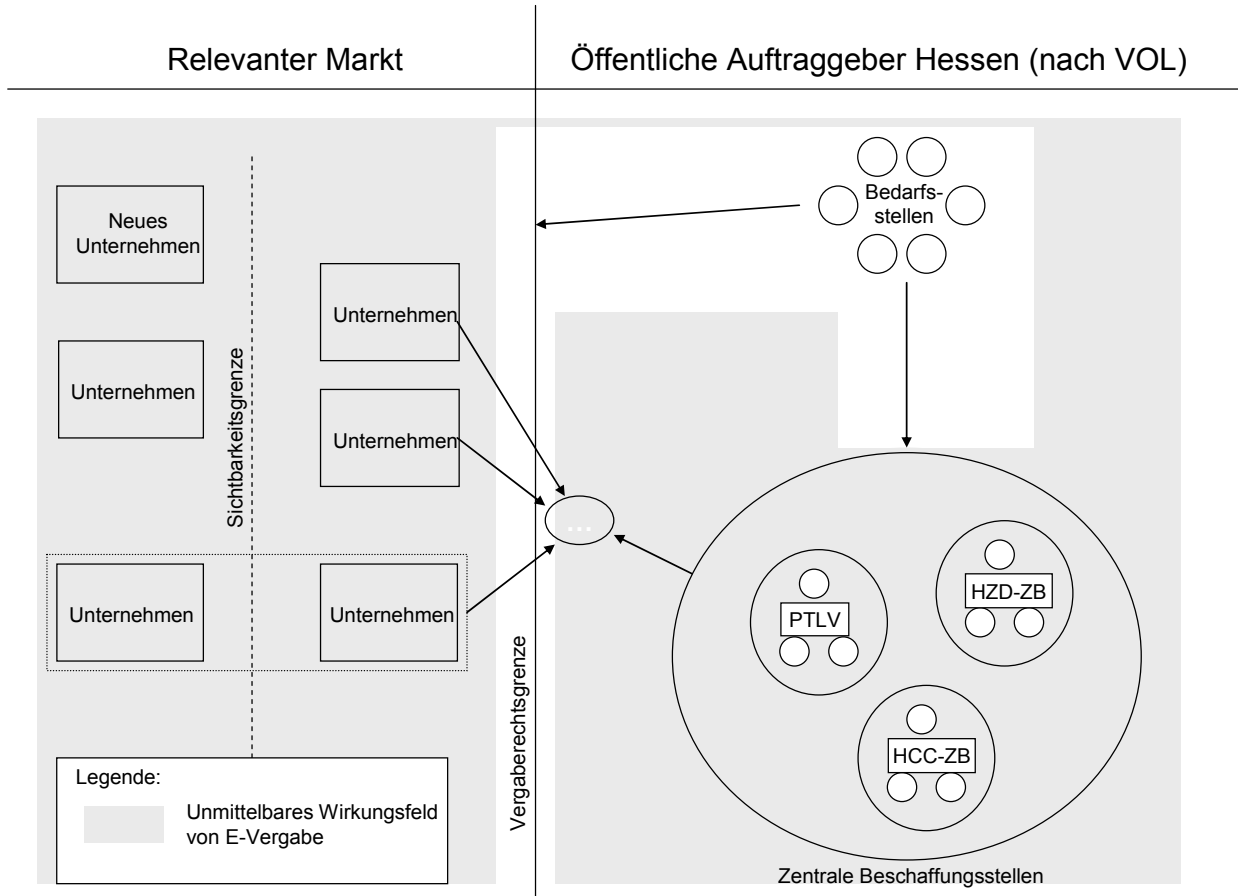 Relevanter Markt
Öffentliche Auftraggeber Hessen (nach VOL)
Bedarfs-
stellen
Neues
Unternehmen
Unternehmen
Unternehmen
Unternehmen
Sichtbarkeitsgrenze
...
Unternehmen
Unternehmen
Vergaberechtsgrenze
HZD-ZB
PTLV
HCC-ZB
Zentrale Beschaffungsstellen
Legende:
Unmittelbares Wirkungsfeld
von E-Vergabe